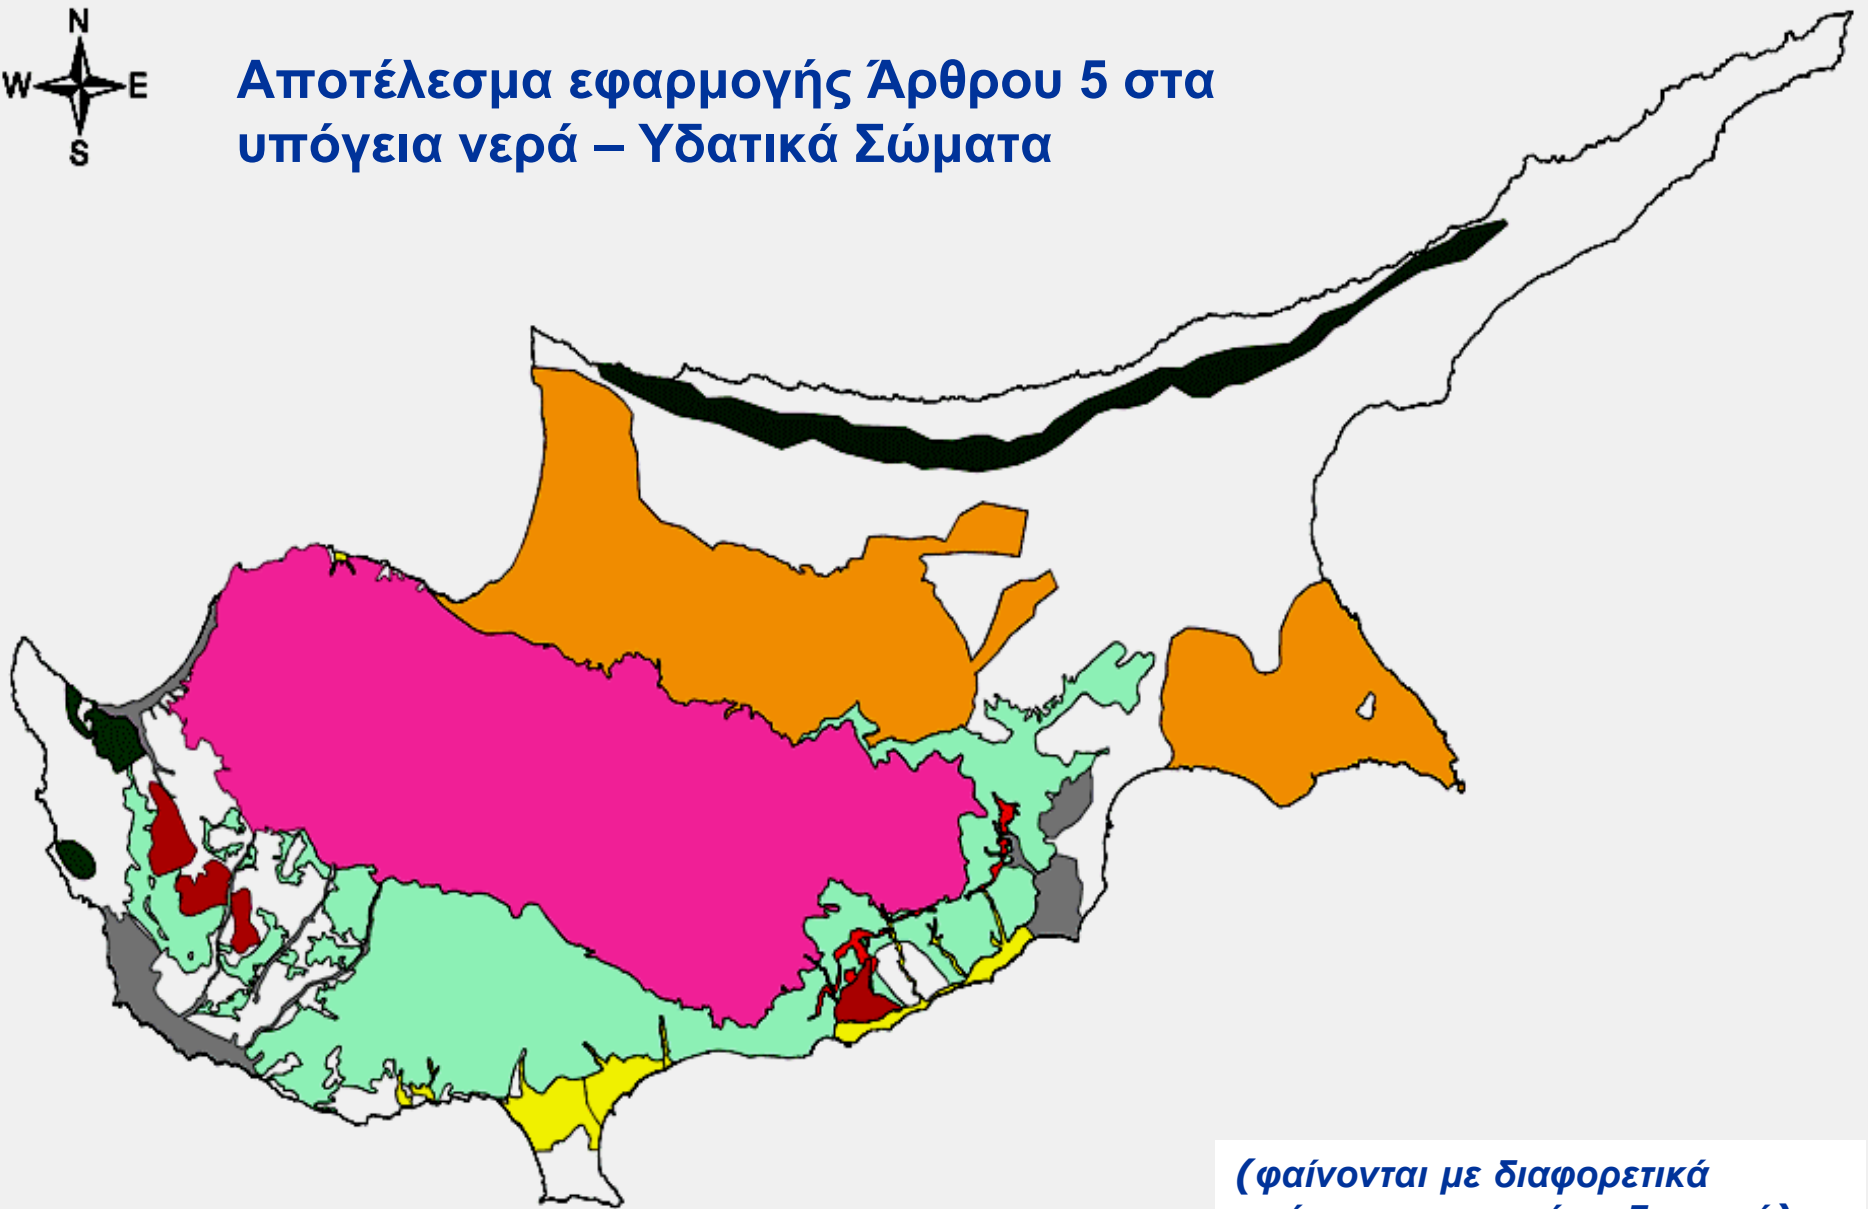 N
W E
S
Αποτέλεσμα εφαρμογής Άρθρου 5 στα
υπόγεια νερά – Υδατικά Σώματα
(φαίνονται με διαφορετικά